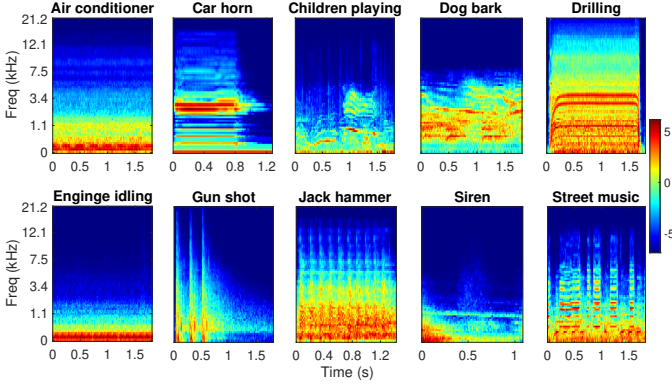 Air conditioner Car horn Children playing Dog bark Drilling
21.2
12.1
7.5
3.4
1.1
0
Freq (kHz)
0 0.5 1 1.5 0 0.4 0.8 1.2 0 0.5 1 1.5 0 0.5 1 1.5 0 0.5 1 1.5
5
0
-5
Enginge idling Gun shot Jack hammer Siren Street music
21.2
12.1
7.5
3.4
1.1
0
Freq (kHz)
0 0.5 1 1.5 0 0.5 1 1.5 0 0.4 0.8 1.2 0 1 0 0.5 1 1.5
Time (s)